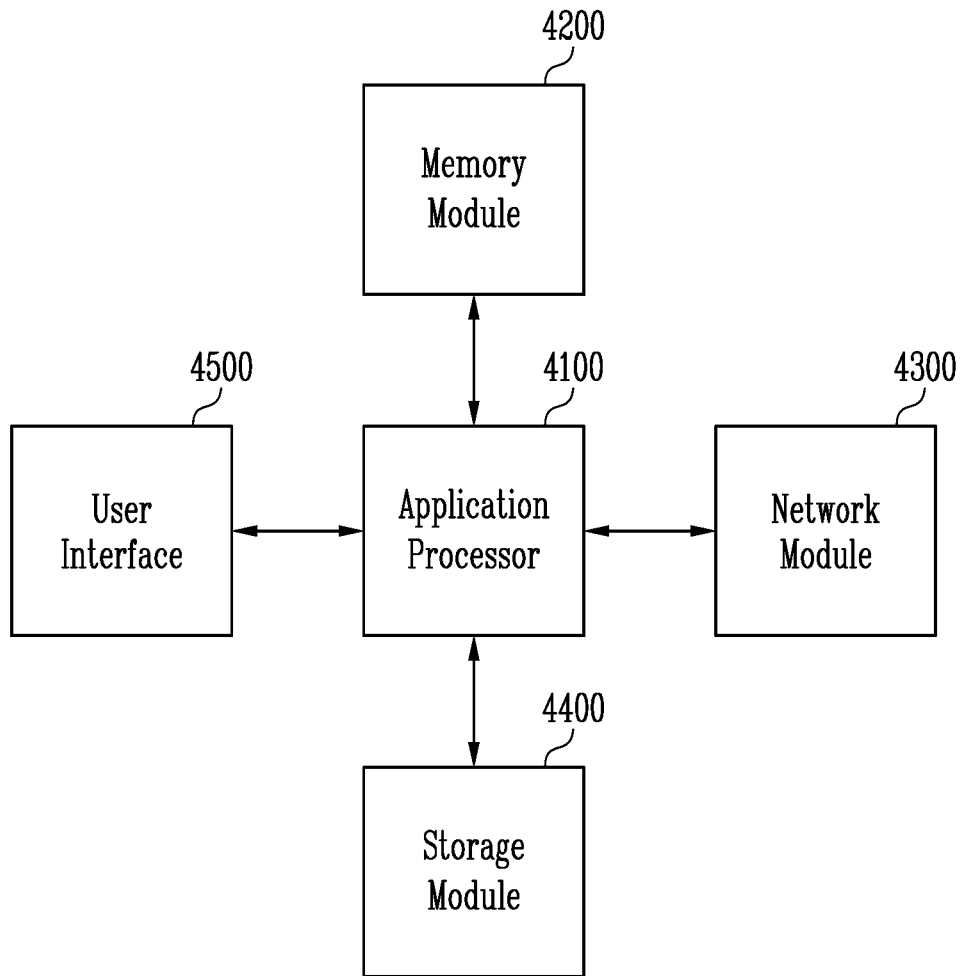 4200
Memory
Module
4500
4100
4300
User
Interface
Application
Processor
Network
Module
4400
Storage
Module